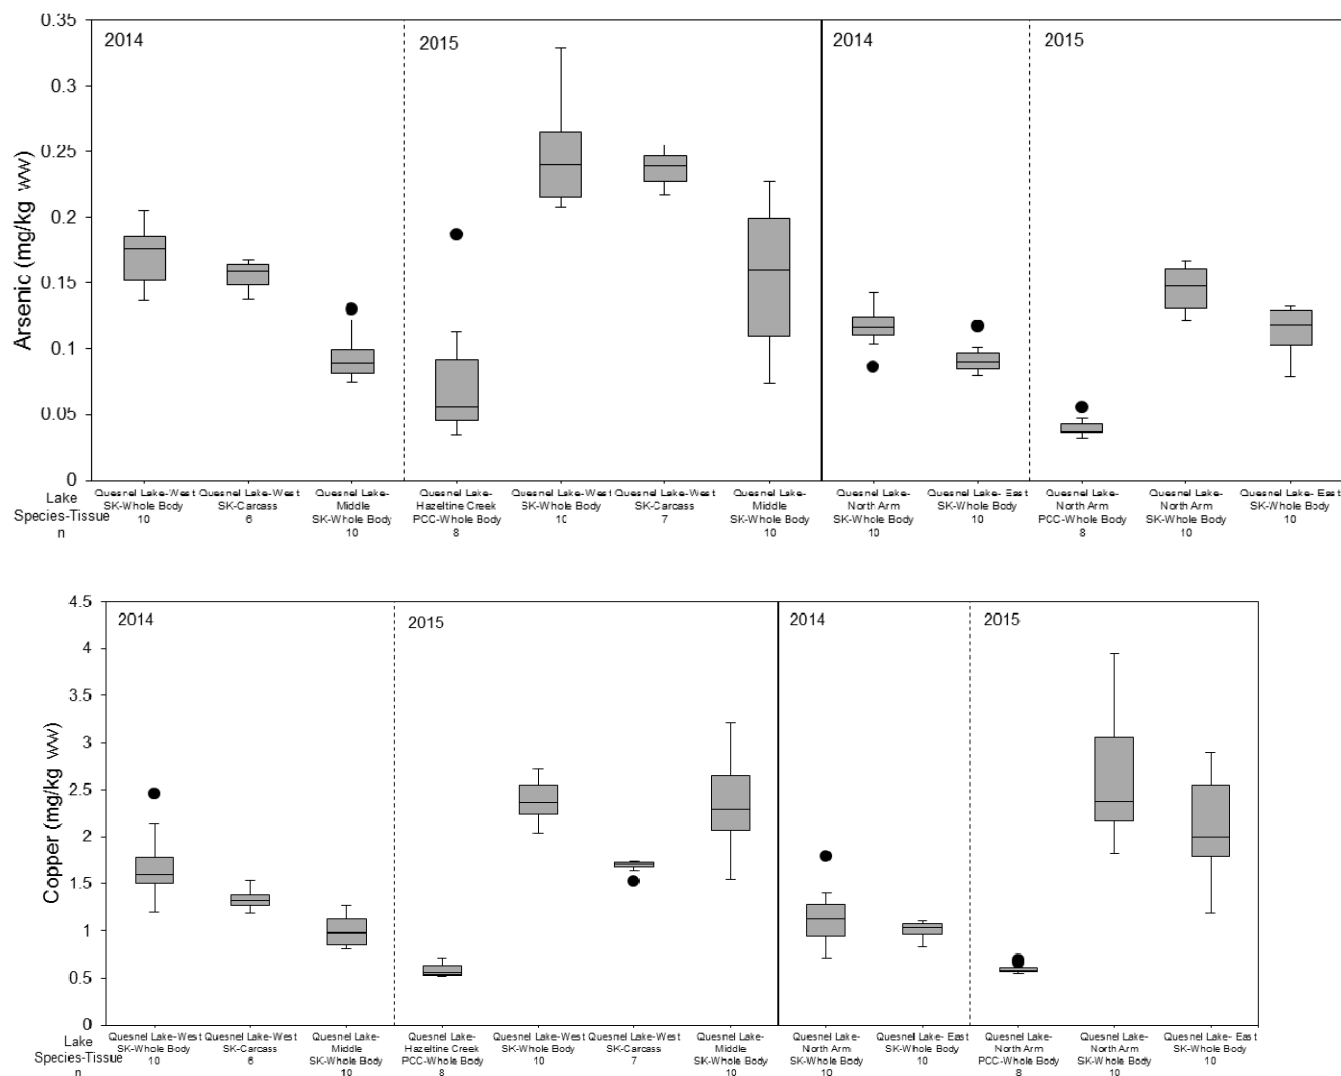 0.35
2014
2015
2014
2015
0.3
0.25
0.2
0.15
0.1
0.05
0
Arsenic (mg/kg ww)
Lake
Species-Tissue
n
Quesnel Lake-West
SK-Whole Body
10
Quesnel Lake-West
SK-Carcass
6
Quesnel Lake-
Middle
SK-Whole Body
10
Quesnel Lake-
Hazeltine Creek
PCC-Whole Body
8
Quesnel Lake-West
SK-Whole Body
10
Quesnel Lake-West
SK-Carcass
7
Quesnel Lake-
Middle
SK-Whole Body
10
Quesnel Lake-
North Arm
SK-Whole Body
10
Quesnel Lake- East
SK-Whole Body
10
Quesnel Lake-
North Arm
PCC-Whole Body
8
Quesnel Lake-
North Arm
SK-Whole Body
10
Quesnel Lake- East
SK-Whole Body
10
4.5
2014
2015
2014
2015
4
3.5
3
2.5
2
1.5
1
0.5
0
Copper (mg/kg ww)
Lake
Species-Tissue
n
Quesnel Lake-West
SK-Whole Body
10
Quesnel Lake-West
SK-Carcass
6
Quesnel Lake-
Middle
SK-Whole Body
10
Quesnel Lake-
Hazeltine Creek
PCC-Whole Body
8
Quesnel Lake-West
SK-Whole Body
10
Quesnel Lake-West
SK-Carcass
7
Quesnel Lake-
Middle
SK-Whole Body
10
Quesnel Lake-
North Arm
SK-Whole Body
10
Quesnel Lake- East
SK-Whole Body
10
Quesnel Lake-
North Arm
PCC-Whole Body
8
Quesnel Lake-
North Arm
SK-Whole Body
10
Quesnel Lake- East
SK-Whole Body
10